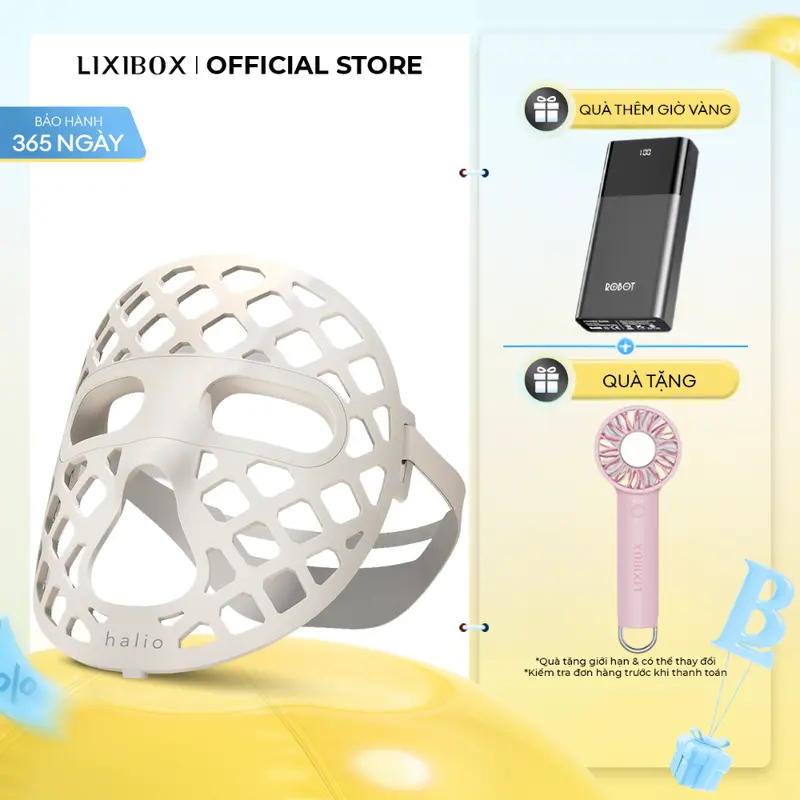 LIXIBOX | OFFICIAL STORE
BẢO HÀNH
365 NGÀY
QUÀ THÊM GIỜ VÀNG
100
ROBOT
QUÀ TẶNG
LIXIBOX
halio
*Quà tặng giới hạn & có thể thay đổi
*Kiểm tra đơn hàng trước khi thanh toán
B